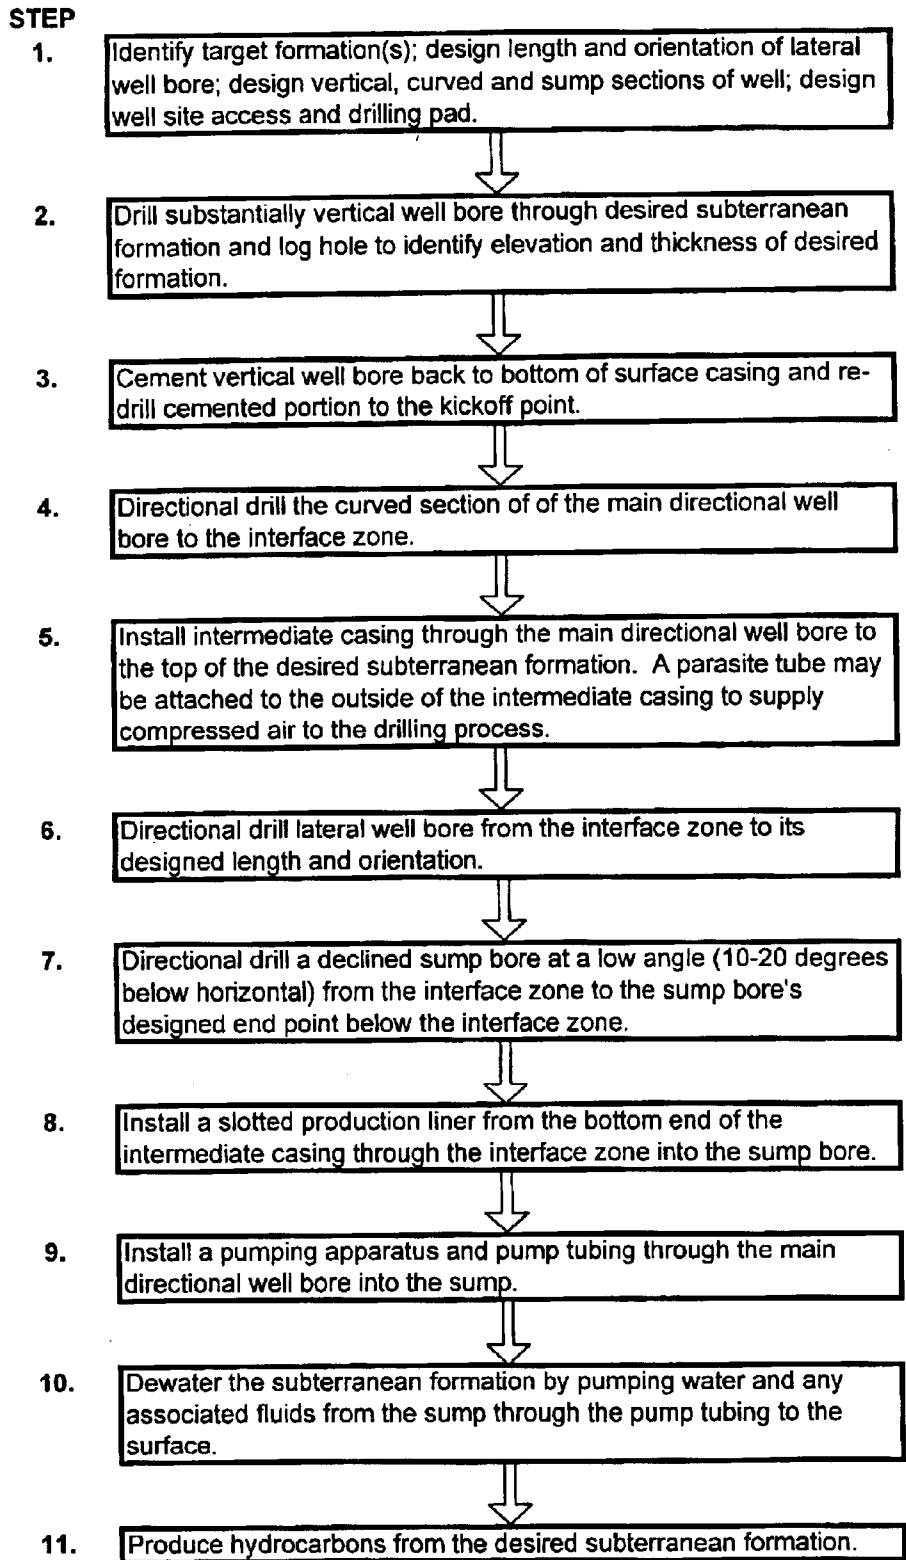 STEP
1. Identify target formation(s); design length and orientation of lateral
well bore; design vertical, curved and sump sections of well; design
well site access and drilling pad.
2. Drill substantially vertical well bore through desired subterranean
formation and log hole to identify elevation and thickness of desired
formation.
3. Cement vertical well bore back to bottom of surface casing and re-
drill cemented portion to the kickoff point.
4. Directional drill the curved section of of the main directional well
bore to the interface zone.
5. Install intermediate casing through the main directional well bore to
the top of the desired subterranean formation. A parasite tube may
be attached to the outside of the intermediate casing to supply
compressed air to the drilling process.
6. Directional drill lateral well bore from the interface zone to its
designed length and orientation.
7. Directional drill a declined sump bore at a low angle (10-20 degrees
below horizontal) from the interface zone to the sump bore's
designed end point below the interface zone.
8. Install a slotted production liner from the bottom end of the
intermediate casing through the interface zone into the sump bore.
9. Install a pumping apparatus and pump tubing through the main
directional well bore into the sump.
10. Dewater the subterranean formation by pumping water and any
associated fluids from the sump through the pump tubing to the
surface.
11. Produce hydrocarbons from the desired subterranean formation.